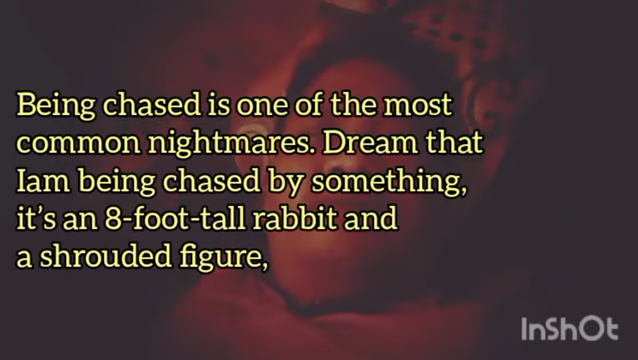 Being chased is one of the most
common nightmares. Dream that
Iam being chased by something,
it's an 8-foot-tall rabbit and
a shrouded figure,
InShOt